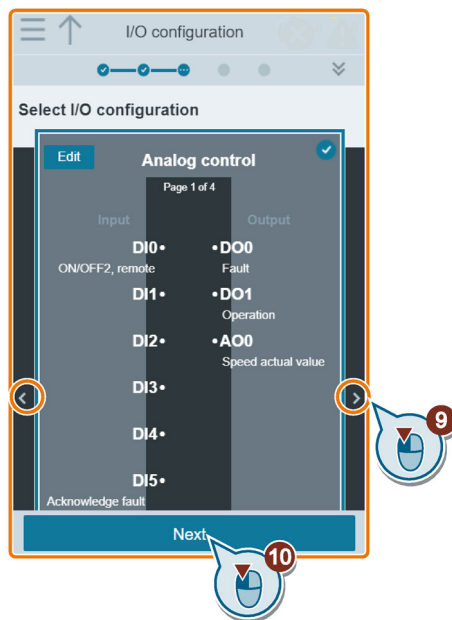 I/O configuration
Select I/O configuration
Edit
Analog control
Page 1 of 4
Input
Output
DI0
DO0
ON/OFF2, remote
Fault
DI1
DO1
Operation
DI2
AO0
Speed actual value
DI3
9
DI4
DI5
Acknowledge fault
Next
10